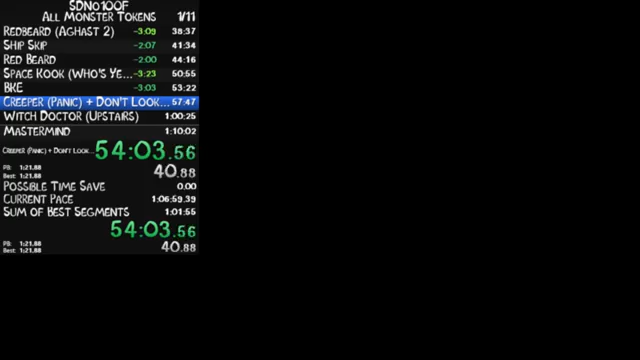 SDNo100F
All Monster Tokens 1/11
Redbeard (Aghast 2) -3:09 38:37
Ship Skip -2:07 41:34
Red Beard -2:00 44:16
Space Kook (Who's Ye... -3:23 50:55
BKE -3:03 53:22
Creeper (Panic) + Don't Look... 57:47
Witch Doctor (Upstairs) 1:00:25
Mastermind 1:10:02
Creeper (Panic) + Don't Look... 54:03.56
PB: 1:21.88
Best: 1:21.88 40.88
Possible Time Save 0.00
Current Pace 1:06:59.39
Sum of Best Segments 1:01:55
54:03.56
PB: 1:21.88
Best: 1:21.88 40.88